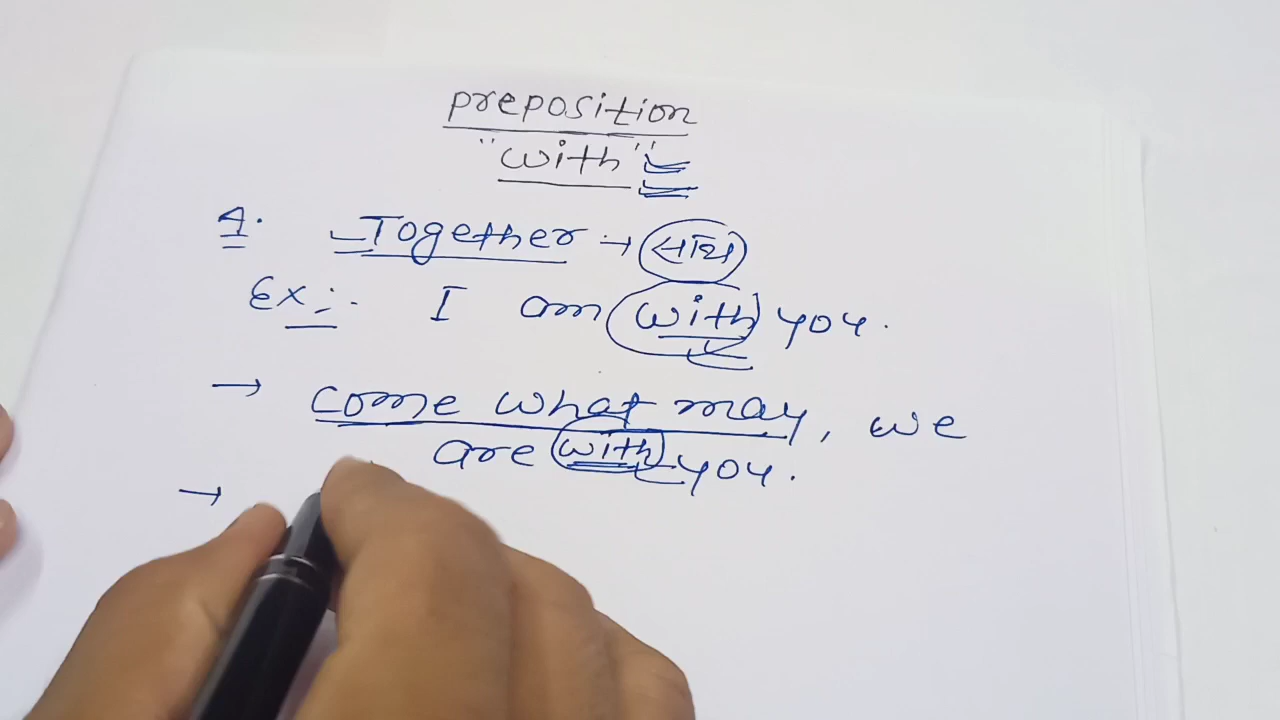 preposition
"with"
1. Together → साथ
Ex:- I am with you.
→ come what may, we
are with you.
→